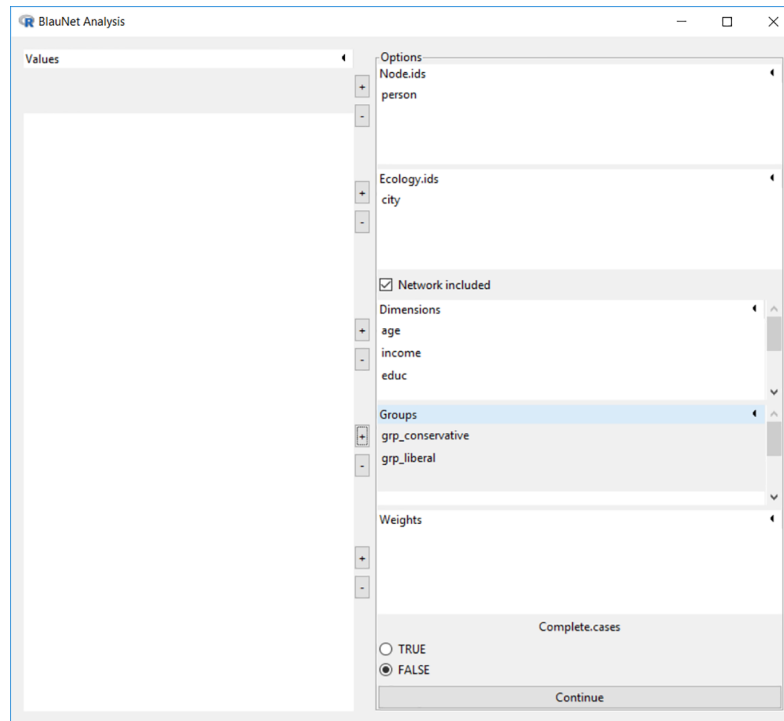 BlauNet Analysis
Values
Options
Node.ids
+
person
-
Ecology.ids
+
city
-
Network included
Dimensions
+
age
income
-
educ
Groups
+
grp_conservative
grp_liberal
-
Weights
+
-
Complete.cases
TRUE
FALSE
Continue